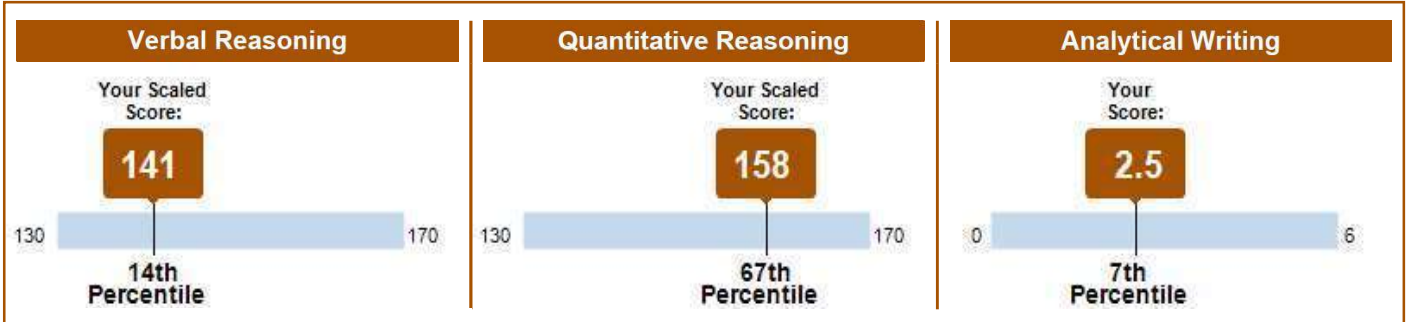 Verbal Reasoning
Your Scaled
Score:
141
130
170
14th
Percentile
Quantitative Reasoning
Your Scaled
Score:
158
130
170
67th
Percentile
Analytical Writing
Your
Score:
2.5
0
6
7th
Percentile